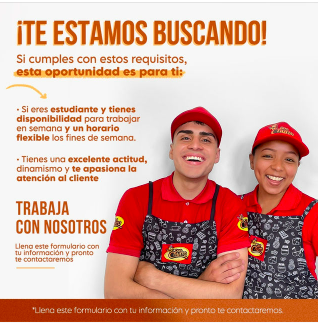 ¡TE ESTAMOS BUSCANDO!
Si cumples con estos requisitos,
esta oportunidad es para ti:
• Si eres estudiante y tienes
disponibilidad para trabajar
en semana y un horario
flexible los fines de semana.
• Tienes una excelente actitud,
dinamismo y te apasiona la
atención al cliente
TRABAJA
CON NOSOTROS
Llena este formulario con
tu información y pronto
te contactaremos
*Llena este formulario con tu información y pronto te contactaremos.